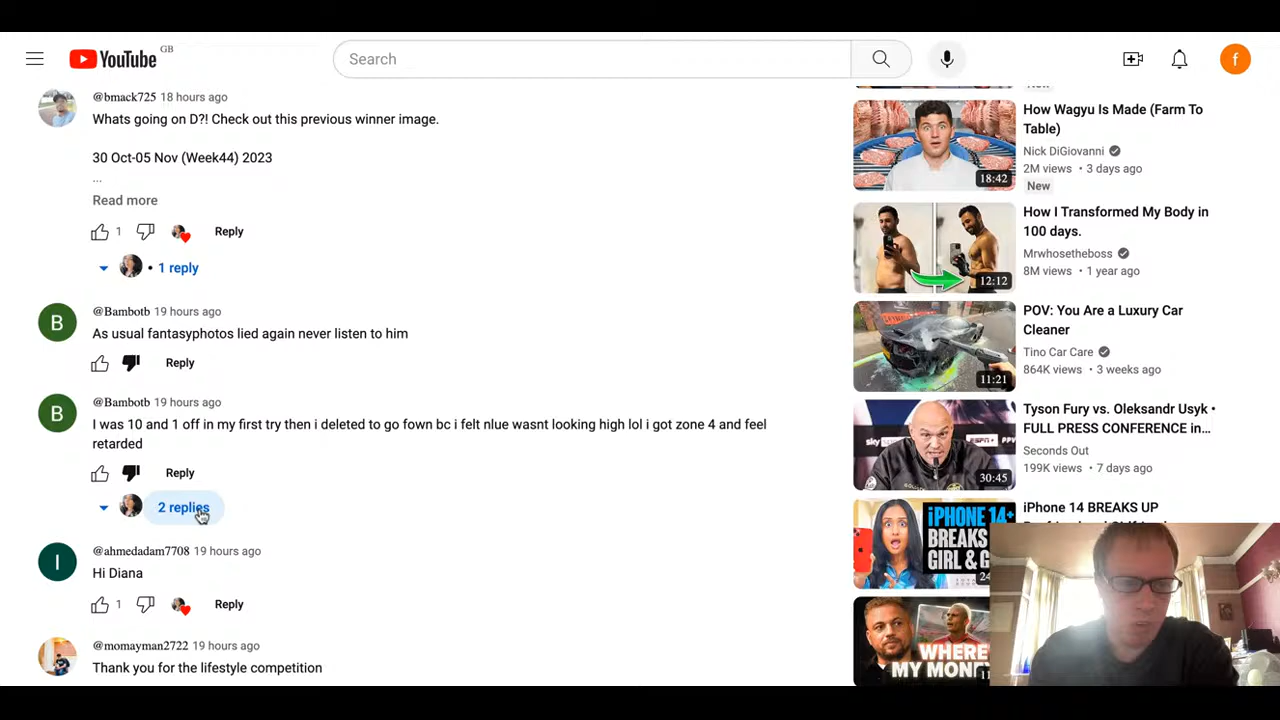 YouTube GB
Search
f
@bmack725 18 hours ago
Whats going on D?! Check out this previous winner image.
30 Oct-05 Nov (Week44) 2023
...
Read more
1
Reply
• 1 reply
B
@Bambotb 19 hours ago
As usual fantasyphotos lied again never listen to him
Reply
B
@Bambotb 19 hours ago
I was 10 and 1 off in my first try then i deleted to go fown bc i felt nlue wasnt looking high lol i got zone 4 and feel
retarded
Reply
2 replies
I
@ahmedadam7708 19 hours ago
Hi Diana
1
Reply
@momayman2722 19 hours ago
Thank you for the lifestyle competition
New
18:42
How Wagyu Is Made (Farm To
Table)
Nick DiGiovanni
2M views • 3 days ago
New
12:12
How I Transformed My Body in
100 days.
Mrwhosetheboss
8M views • 1 year ago
11:21
POV: You Are a Luxury Car
Cleaner
Tino Car Care
864K views • 3 weeks ago
sky
ESPN+ PPV
30:45
Tyson Fury vs. Oleksandr Usyk •
FULL PRESS CONFERENCE in...
Seconds Out
199K views • 7 days ago
iPHONE 14+
BREAKS
GIRL & G
24
iPhone 14 BREAKS UP
WHERE
MY MON